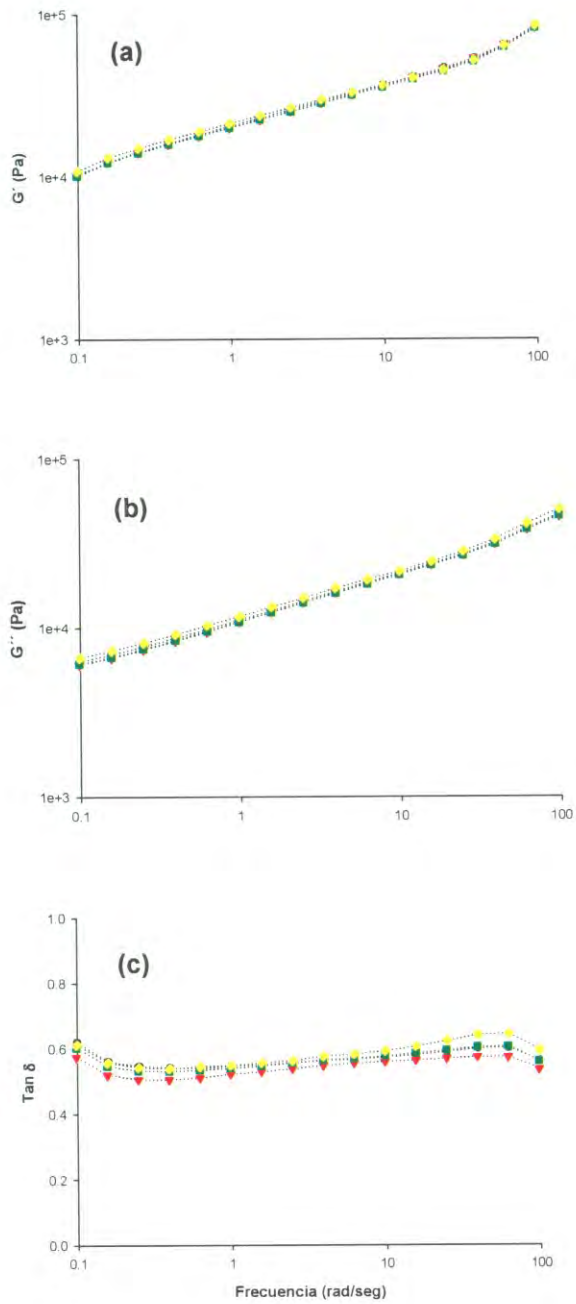 1e+5
(a)
G´ (Pa)
1e+4
1e+3
0.1 1 10 100
1e+5
(b)
G´´ (Pa)
1e+4
1e+3
0.1 1 10 100
1.0
(c)
0.8
0.6
Tan δ
0.4
0.2
0.0
0.1 1 10 100
Frecuencia (rad/seg)